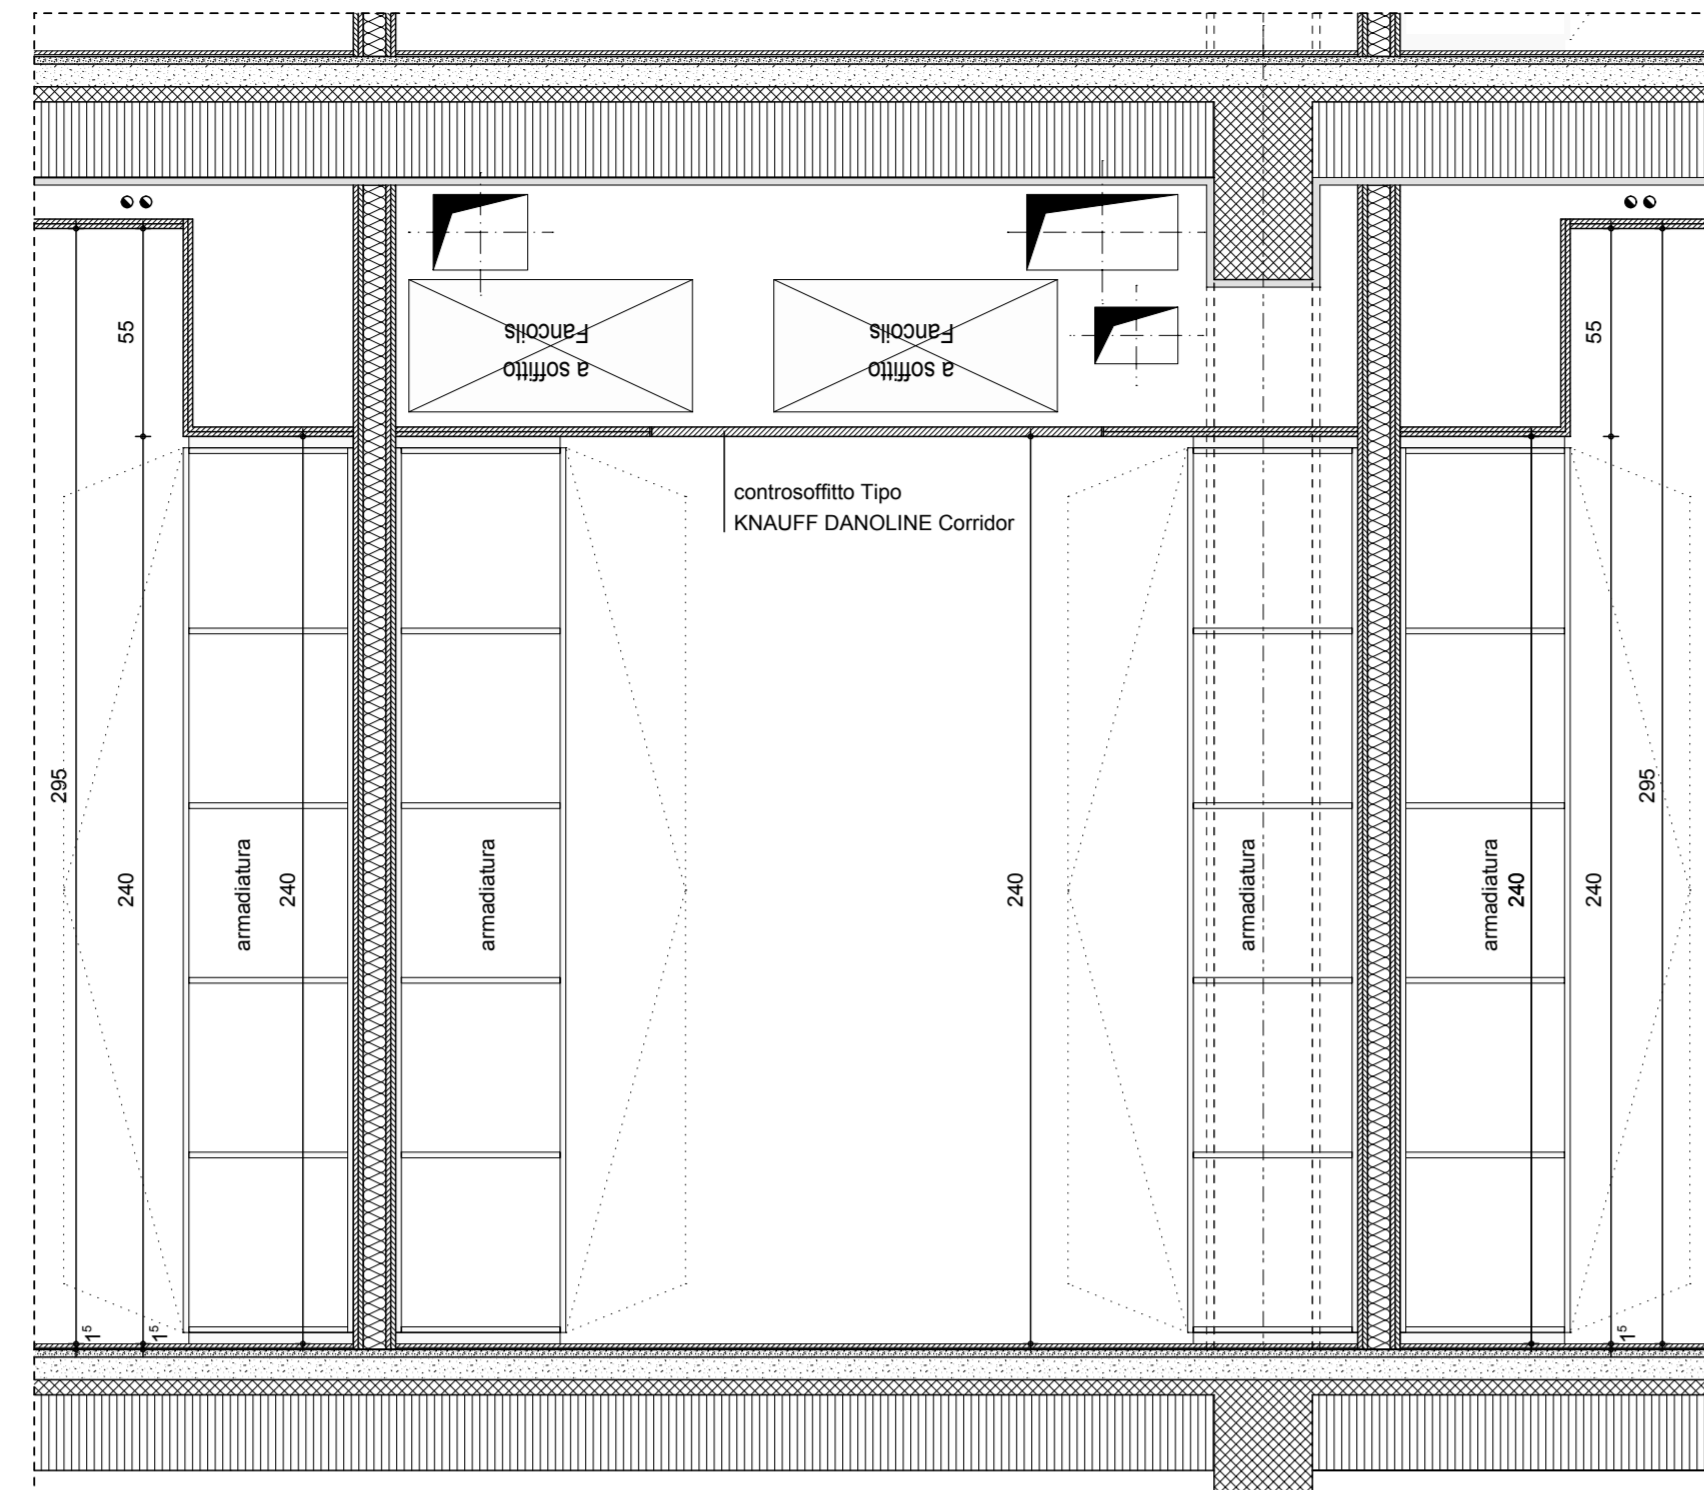 55
55
Fancoils
a soffitto
Fancoils
a soffitto
controsoffitto Tipo
KNAUFF DANOLINE Corridor
295
240
armadiatura
240
armadiatura
240
armadiatura
armadiatura
240
240
295
1⁵
1⁵
1⁵